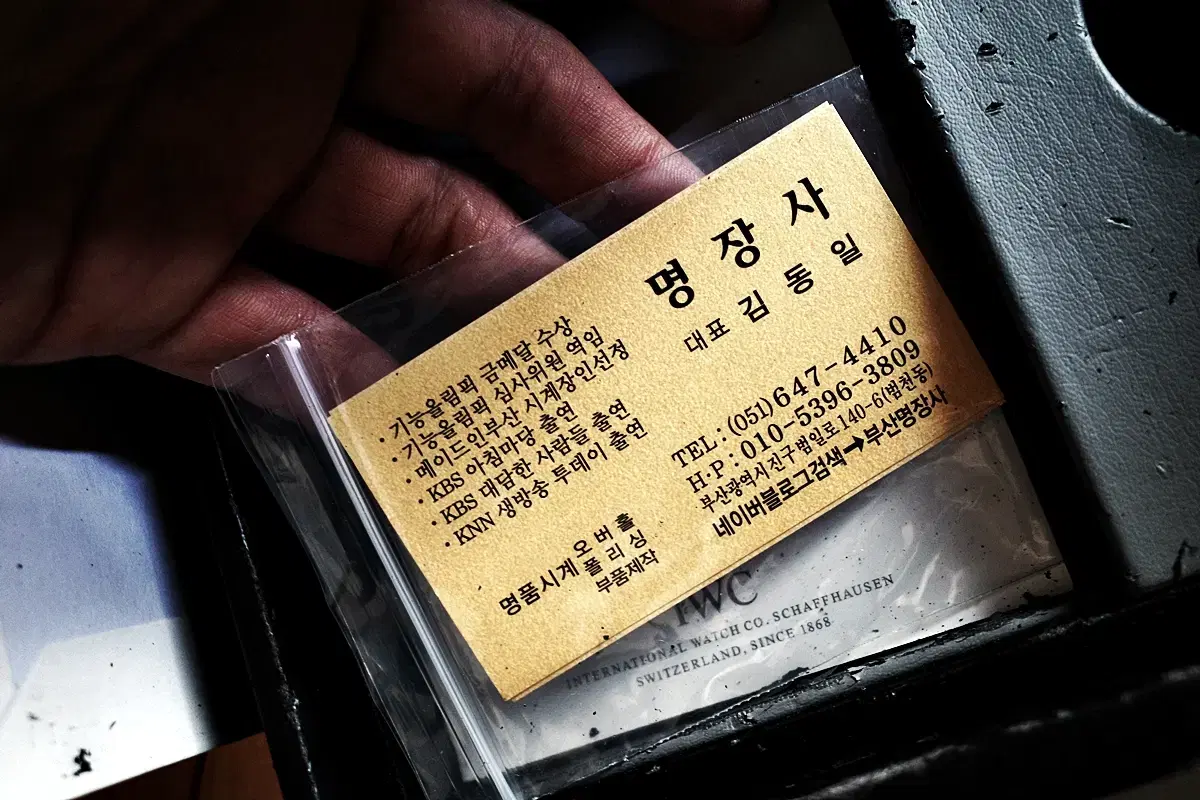 명장사
대표 김동일
· 기능올림픽 금메달 수상
· 기능올림픽 심사위원 역임
· 메이드인부산 시계장인선정
· KBS 아침마당 출연
· KBS 대담한 사람들 출연
· KNN 생방송 투데이 출연
TEL : (051) 647-4410
H·P : 010-5396-3809
부산광역시진구범일로140-6(범천동)
네이버블로그검색→부산명장사
명품시계 오버홀
폴리싱
부품제작
IWC
INTERNATIONAL WATCH CO. SCHAFFHAUSEN
SWITZERLAND, SINCE 1868